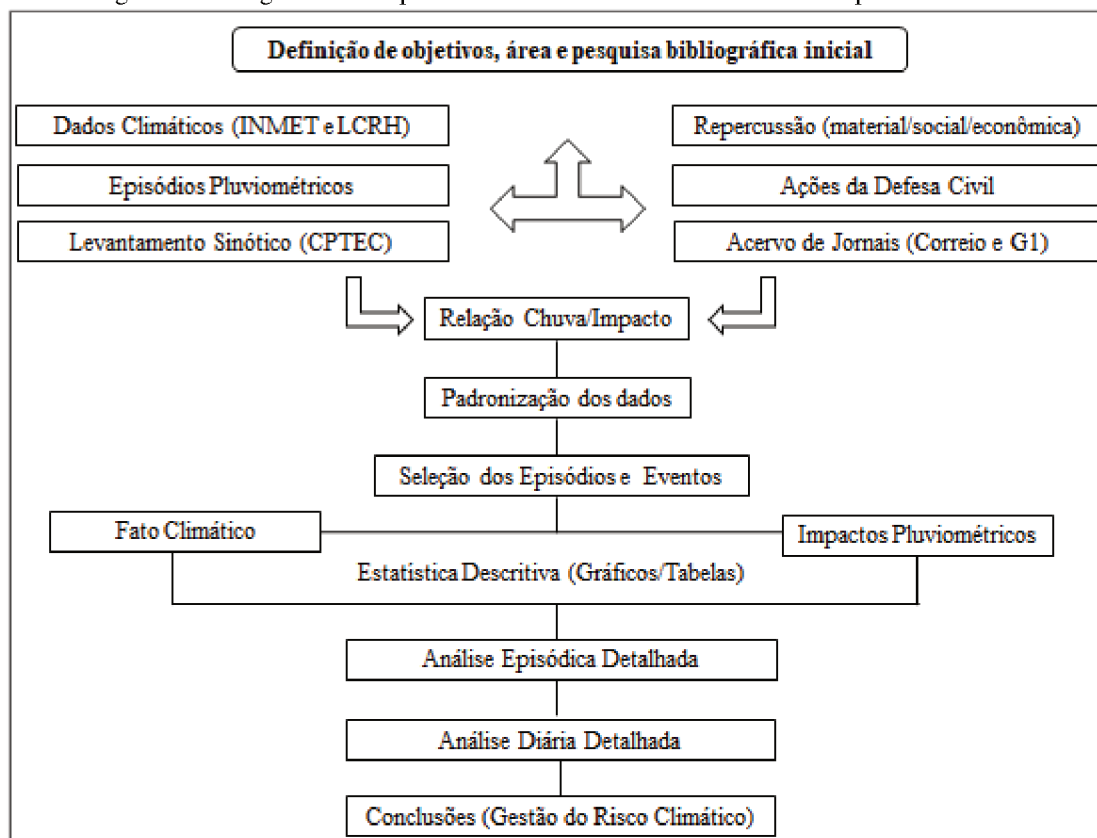 Definição de objetivos, área e pesquisa bibliográfica inicial
Dados Climáticos (INMET e LCRH)
Episódios Pluviométricos
Levantamento Sinótico (CPTEC)
Repercussão (material/social/econômica)
Ações da Defesa Civil
Acervo de Jornais (Correio e G1)
Relação Chuva/Impacto
Padronização dos dados
Seleção dos Episódios e Eventos
Fato Climático
Impactos Pluviométricos
Estatística Descritiva (Gráficos/Tabelas)
Análise Episódica Detalhada
Análise Diária Detalhada
Conclusões (Gestão do Risco Climático)